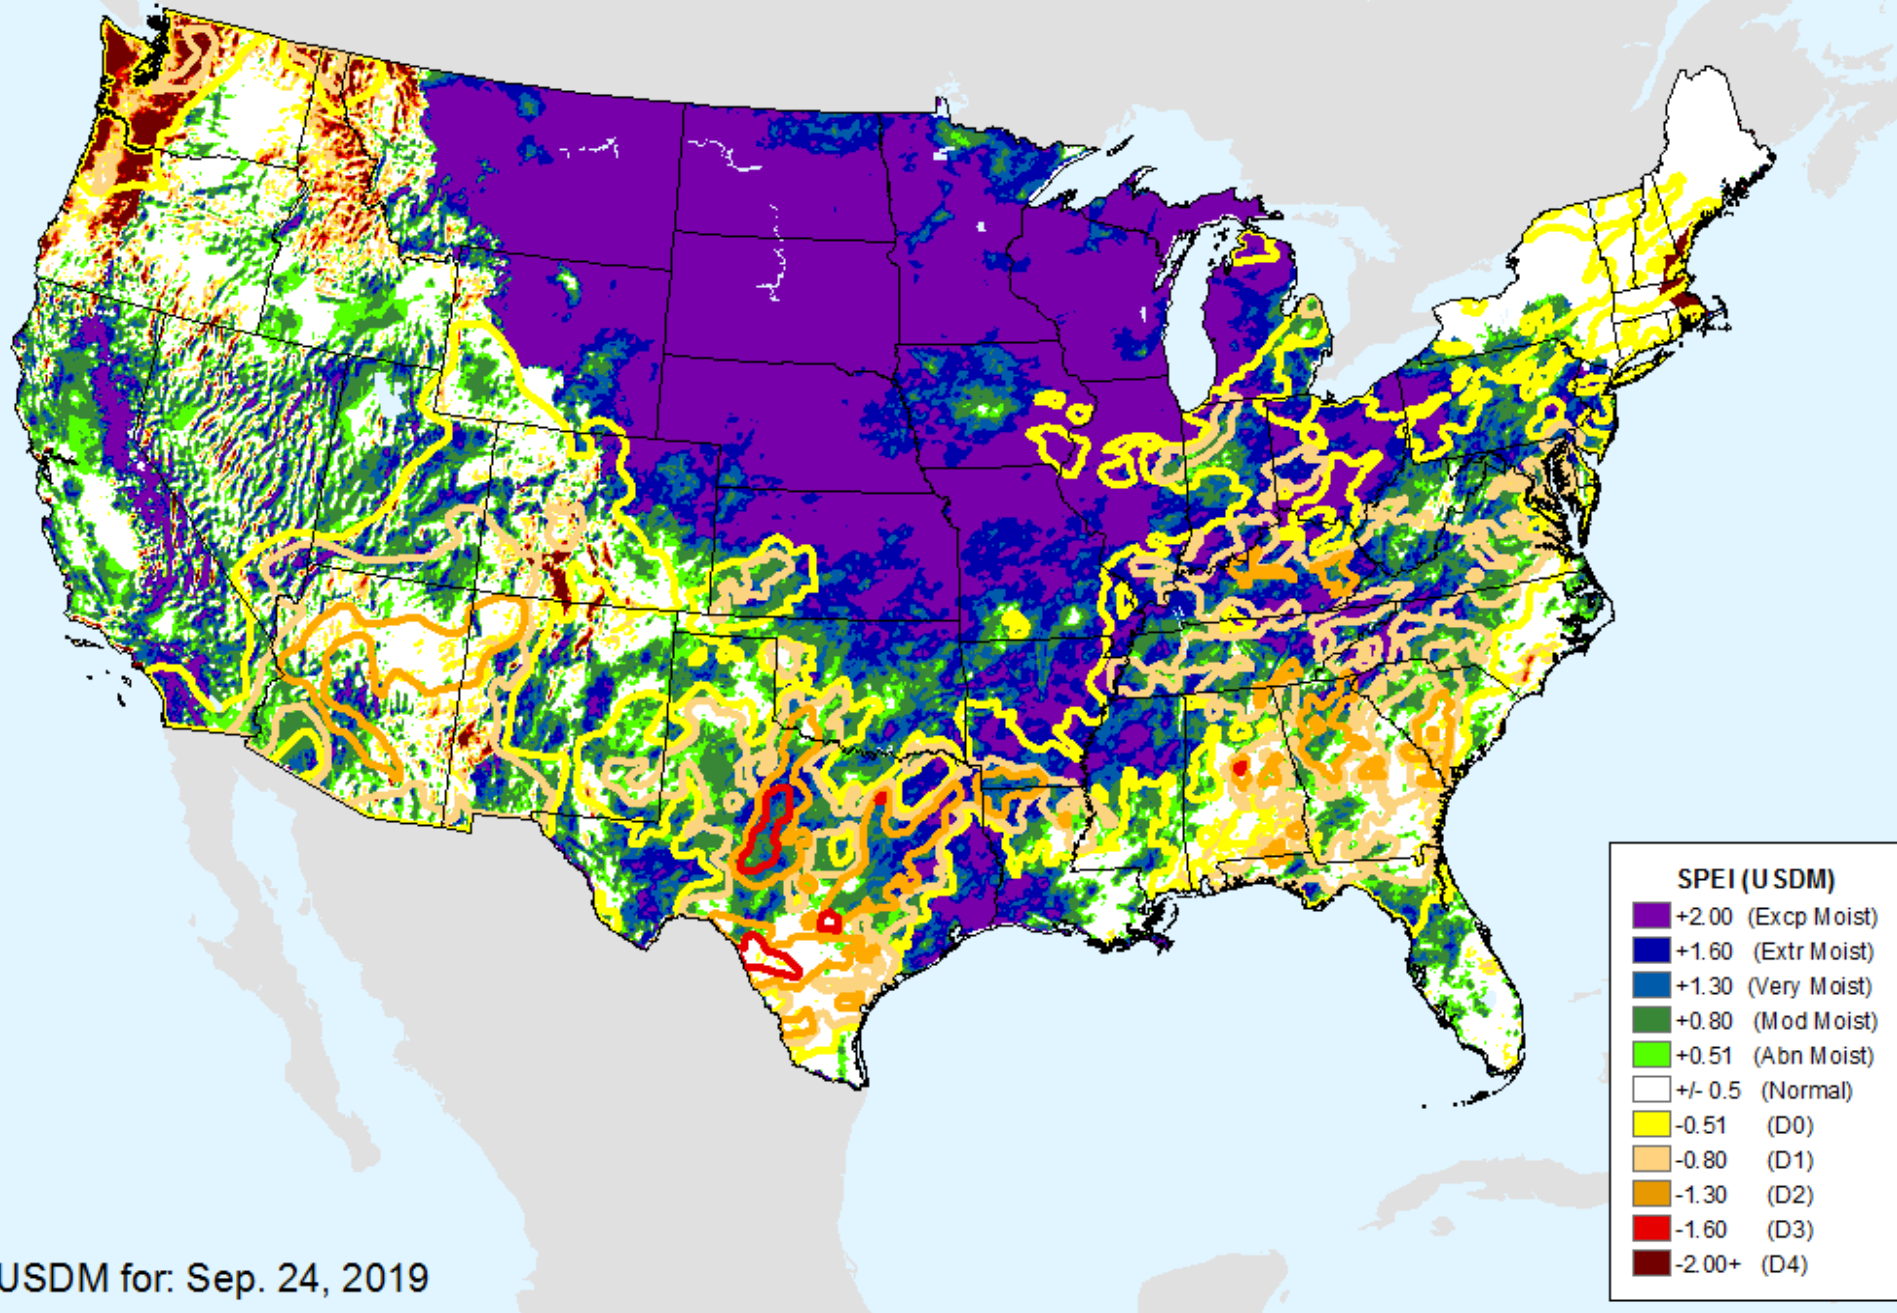 SPEI (USDM)
+2.00 (Excp Moist)
+1.60 (Extr Moist)
+1.30 (Very Moist)
+0.80 (Mod Moist)
+0.51 (Abn Moist)
+/- 0.5 (Normal)
-0.51 (D0)
-0.80 (D1)
-1.30 (D2)
-1.60 (D3)
-2.00+ (D4)
USDM for: Sep. 24, 2019